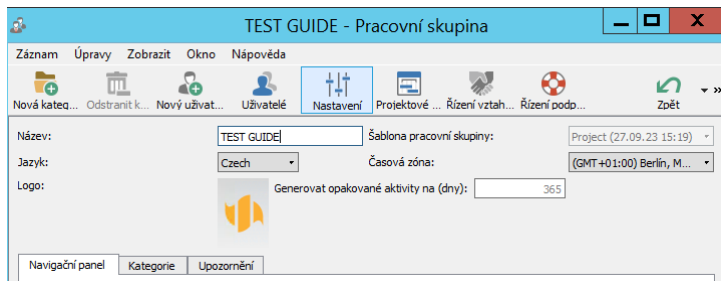 TEST GUIDE - Pracovní skupina
Záznam Úpravy Zobrazit Okno Nápověda
Nová kateg... Odstranit k... Nový uživat... Uživatelé Nastavení Projektové ... Řízení vztah... Řízení podp... Zpět
Název: TEST GUIDE Šablona pracovní skupiny: Project (27.09.23 15:19)
Jazyk: Czech Časová zóna: (GMT+01:00) Berlín, M...
Logo: Generovat opakované aktivity na (dny): 365
Navigační panel Kategorie Upozornění